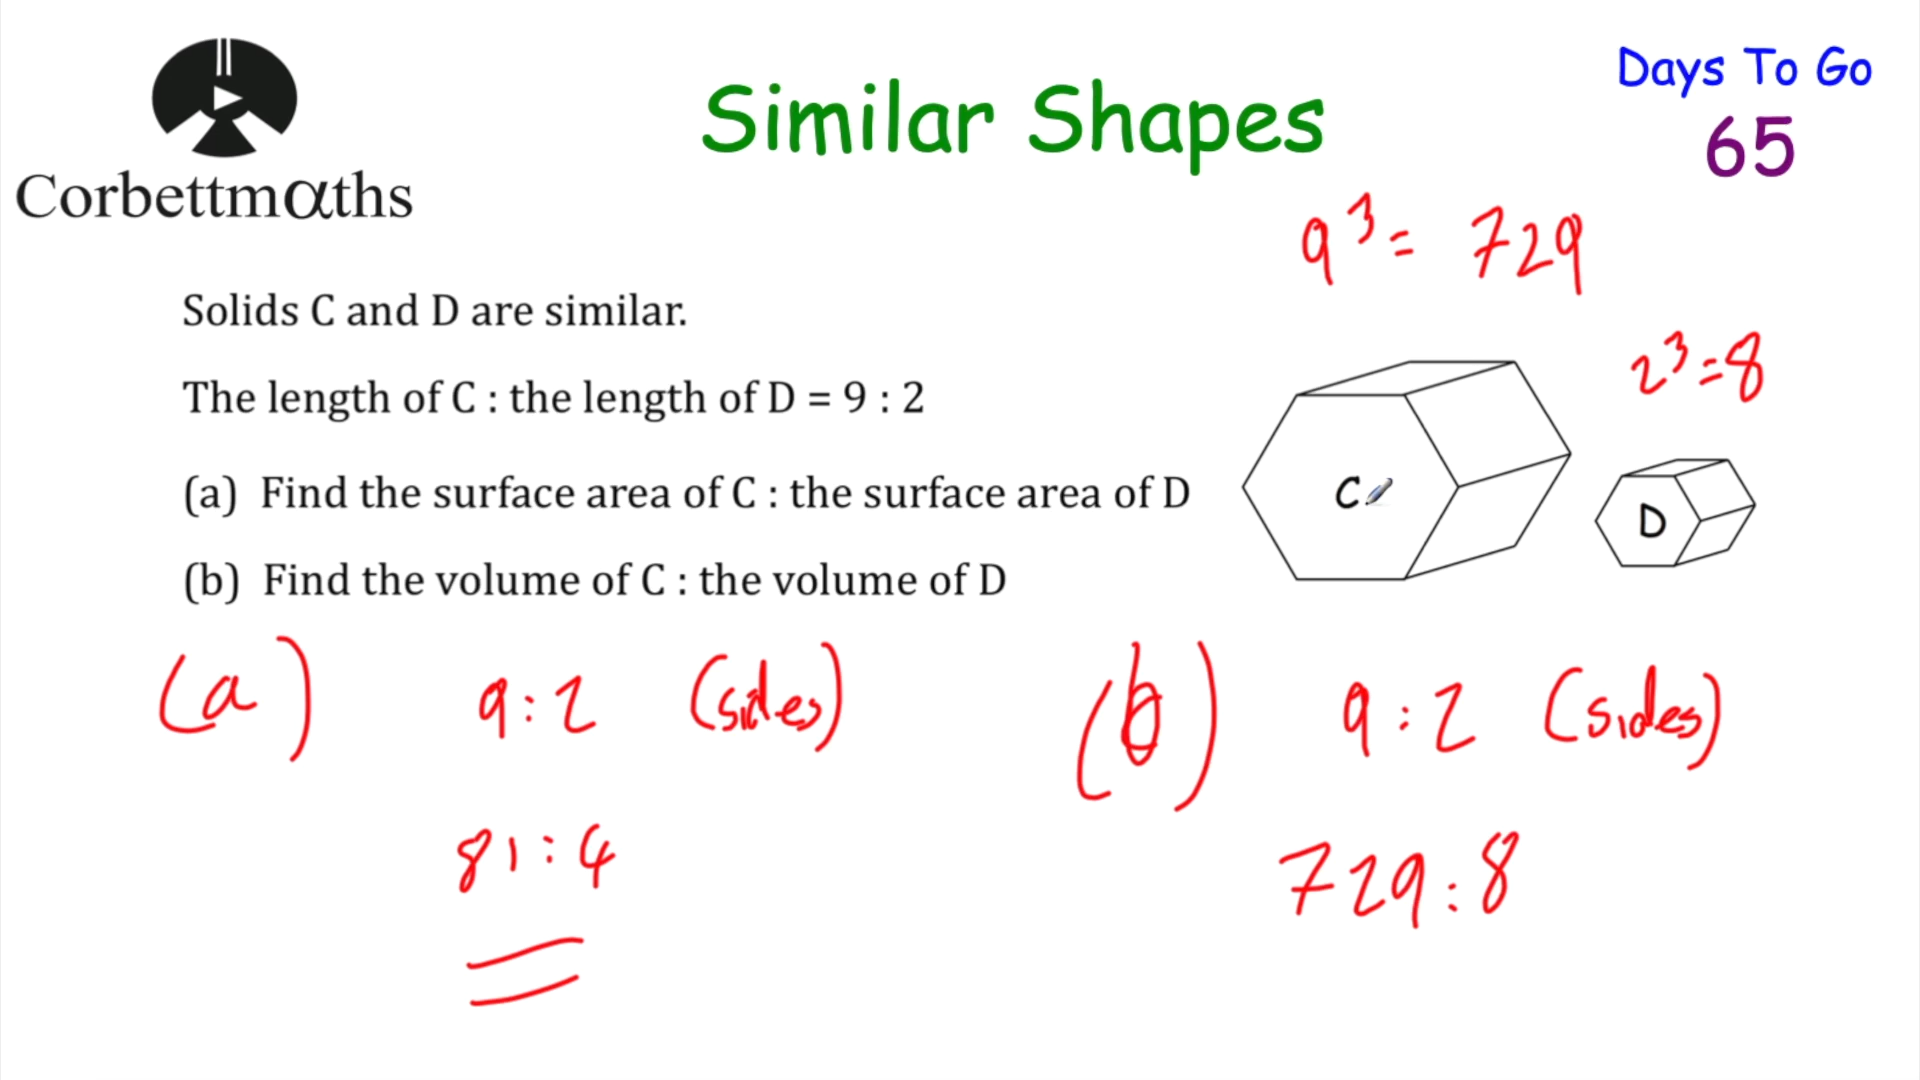 Corbettmαths
Similar Shapes
Days To Go
65
9³ = 729
2³ = 8
Solids C and D are similar.
The length of C : the length of D = 9 : 2
(a) Find the surface area of C : the surface area of D
(b) Find the volume of C : the volume of D
C
D
(a) 9 : 2 (sides)
81 : 4
(b) 9 : 2 (sides)
729 : 8